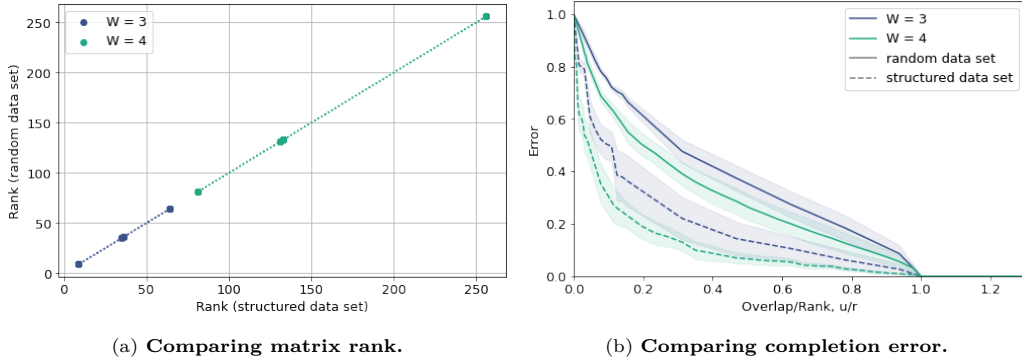 W = 3
W = 4
250
200
150
100
50
0
Rank (random data set)
0
50
100
150
200
250
Rank (structured data set)
(a) Comparing matrix rank.
W = 3
W = 4
random data set
structured data set
1.0
0.8
0.6
0.4
0.2
0.0
Error
0.0
0.2
0.4
0.6
0.8
1.0
1.2
Overlap/Rank, u/r
(b) Comparing completion error.